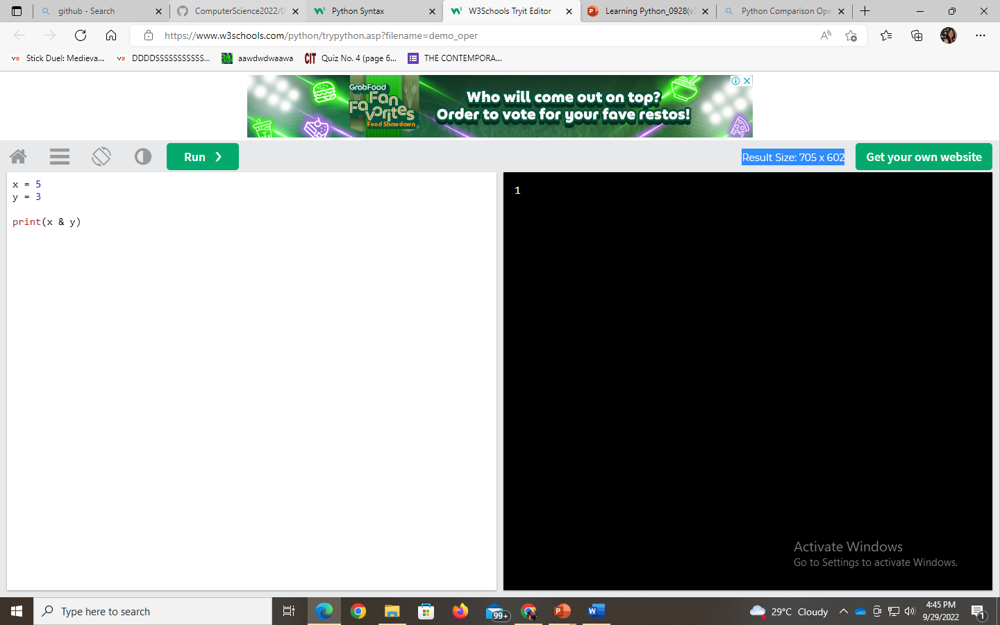 github - Search
ComputerScience2022/0
Python Syntax
W3Schools Tryit Editor
Learning Python_0928(v3
Python Comparison Ope
https://www.w3schools.com/python/trypython.asp?filename=demo_oper
Stick Duel: Medieva...
DDDDSSSSSSSSSSS...
aawdwdwaawa
CIT Quiz No. 4 (page 6...
THE CONTEMPORA...
GrabFood
Fan
Favorites
Food Showdown
Who will come out on top?
Order to vote for your fave restos!
Run ❯
Result Size: 705 x 602
Get your own website
x = 5
y = 3
print(x & y)
1
Activate Windows
Go to Settings to activate Windows.
Type here to search
99+
29°C Cloudy
4:45 PM
9/29/2022
1